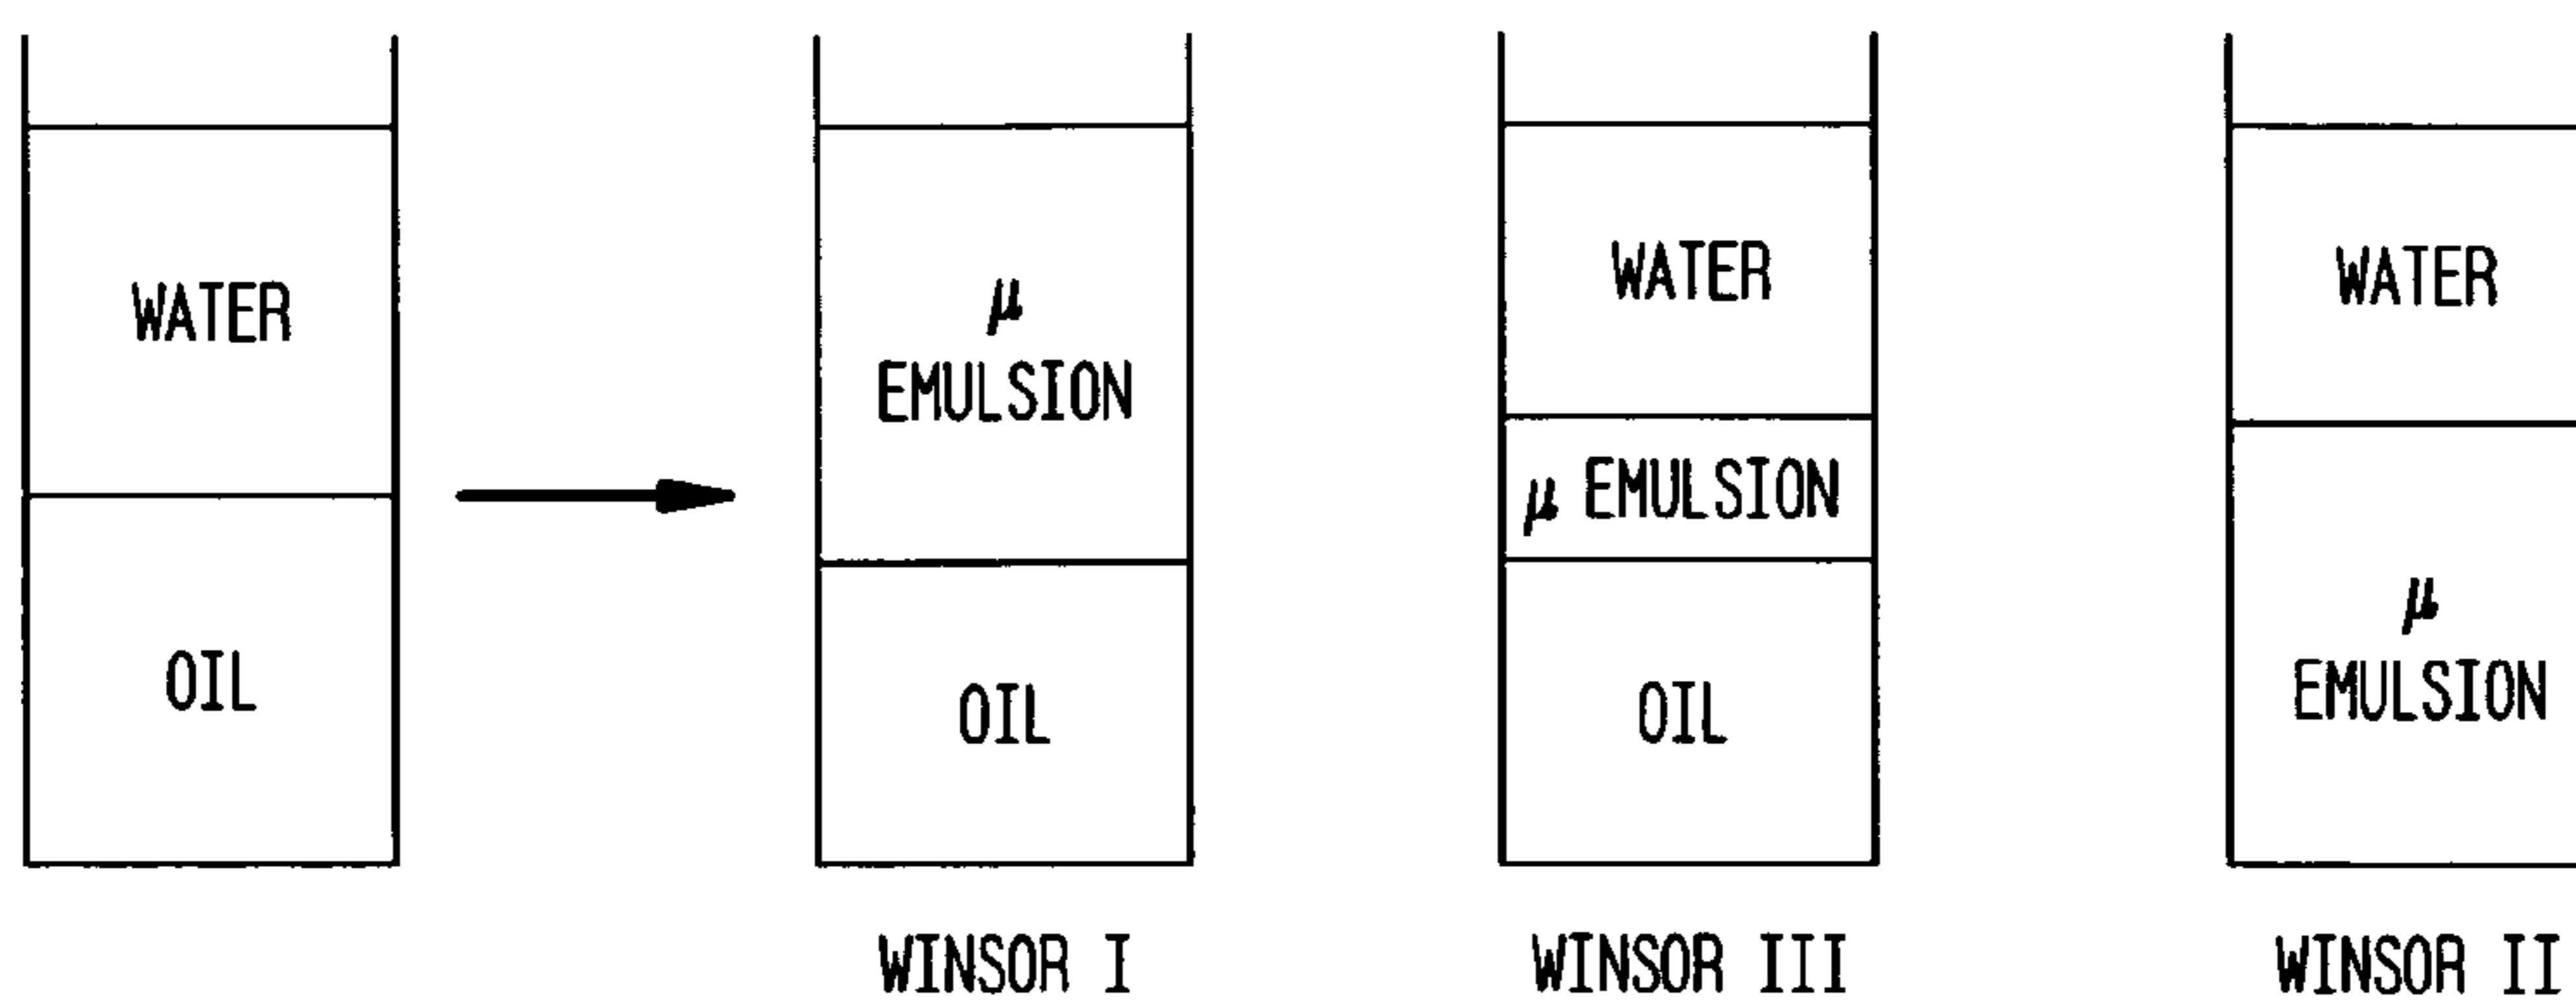 WATER
OIL
μ
EMULSION
OIL
WINSOR I
WATER
μ EMULSION
OIL
WINSOR III
WATER
μ
EMULSION
WINSOR II